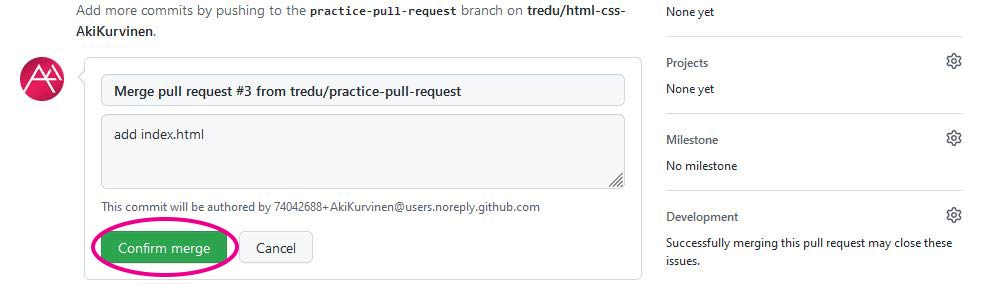 Add more commits by pushing to the practice-pull-request branch on tredu/html-css-
AkiKurvinen.
Merge pull request #3 from tredu/practice-pull-request
add index.html
This commit will be authored by 74042688+AkiKurvinen@users.noreply.github.com
Confirm merge
Cancel
None yet
Projects
None yet
Milestone
No milestone
Development
Successfully merging this pull request may close these
issues.